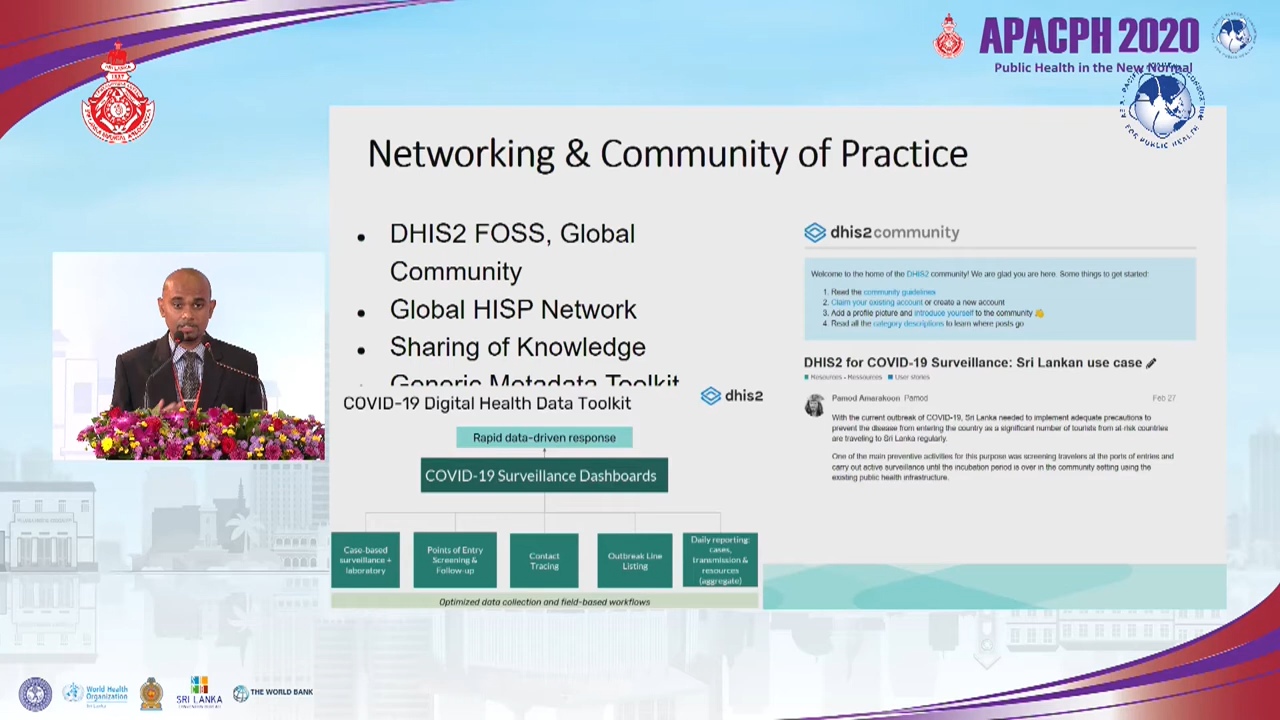 APACPH 2020
Public Health in the New Normal
Networking & Community of Practice
DHIS2 FOSS, Global
Community
Global HISP Network
Sharing of Knowledge
Generic Metadata Toolkit
COVID-19 Digital Health Data Toolkit
dhis2
Rapid data-driven response
COVID-19 Surveillance Dashboards
Case-based
surveillance +
laboratory
Points of Entry
Screening &
Follow-up
Contact
Tracing
Outbreak Line
Listing
Daily reporting:
cases,
transmission &
resources
(aggregate)
Optimized data collection and field-based workflows
dhis2 community
Welcome to the home of the DHIS2 community! We are glad you are here. Some things to get started:
1. Read the community guidelines
2. Claim your existing account or create a new account
3. Add a profile picture and introduce yourself to the community
4. Read all the category descriptions to learn where posts go
DHIS2 for COVID-19 Surveillance: Sri Lankan use case
User stories
Pamod Amarakoon Pamod
Feb 27
With the current outbreak of COVID-19, Sri Lanka needed to implement adequate precautions to
prevent the disease from entering the country as a significant number of tourists from at-risk countries
are traveling to Sri Lanka regularly.
One of the main preventive activities for this purpose was screening travelers at the ports of entries and
carry out active surveillance until the incubation period is over in the community setting using the
existing public health infrastructure.
World Health
Organization
Sri Lanka
SRI LANKA
THE WORLD BANK